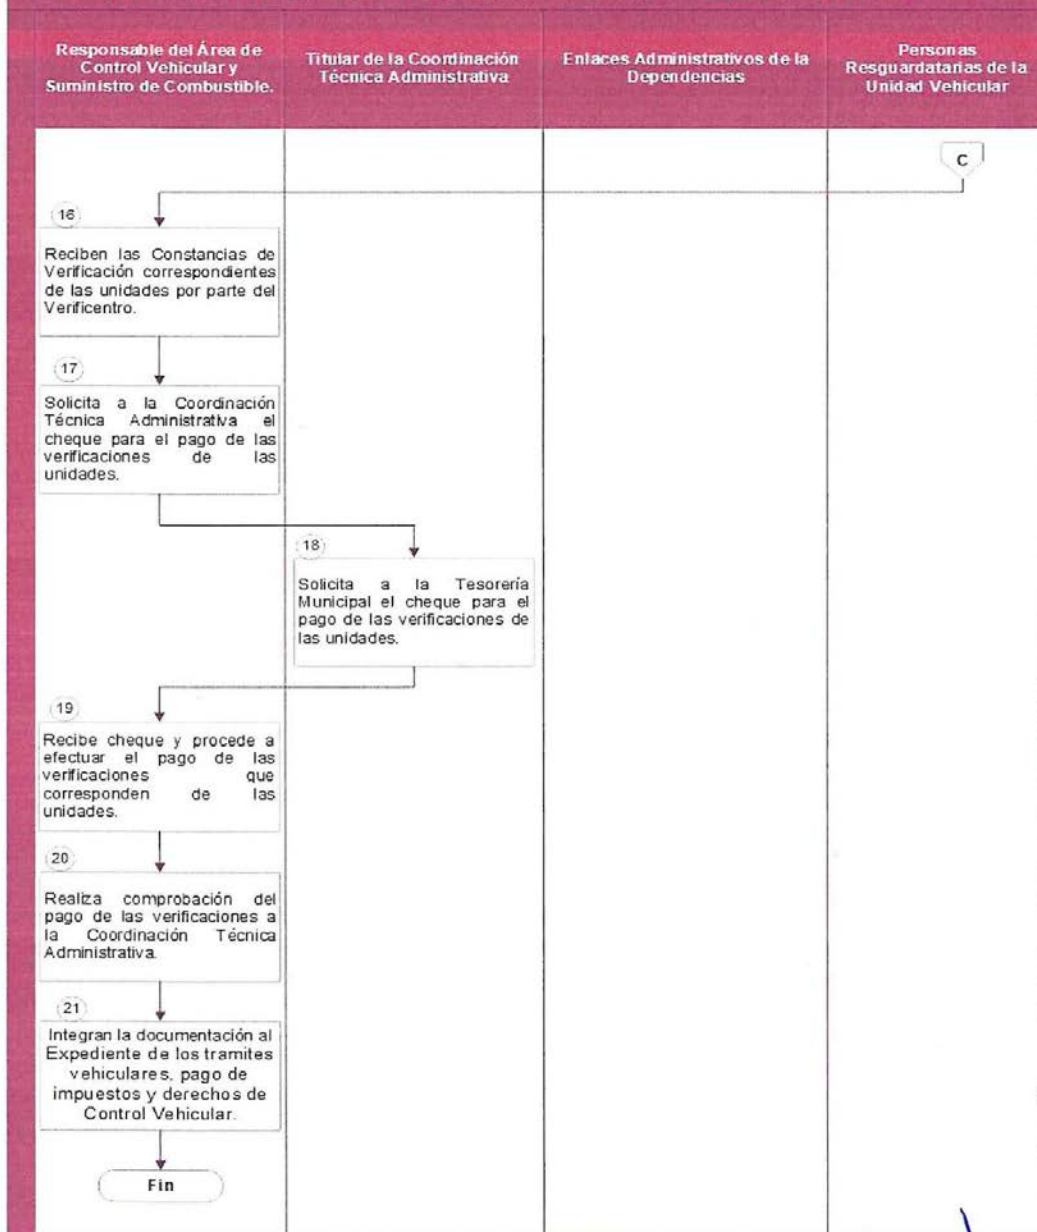 Responsable del Área de
Control Vehicular y
Suministro de Combustible.
Titular de la Coordinación
Técnica Administrativa
Enlaces Administrativos de la
Dependencias
Personas
Resguardatarias de la
Unidad Vehicular
C
16
Reciben las Constancias de
Verificación correspondientes
de las unidades por parte del
Verificentro.
17
Solicita a la Coordinación
Técnica Administrativa el
cheque para el pago de las
verificaciones de las
unidades.
18
Solicita a la Tesorería
Municipal el cheque para el
pago de las verificaciones de
las unidades.
19
Recibe cheque y procede a
efectuar el pago de las
verificaciones que
corresponden de las
unidades.
20
Realiza comprobación del
pago de las verificaciones a
la Coordinación Técnica
Administrativa.
21
Integran la documentación al
Expediente de los tramites
vehiculares, pago de
impuestos y derechos de
Control Vehicular.
Fin